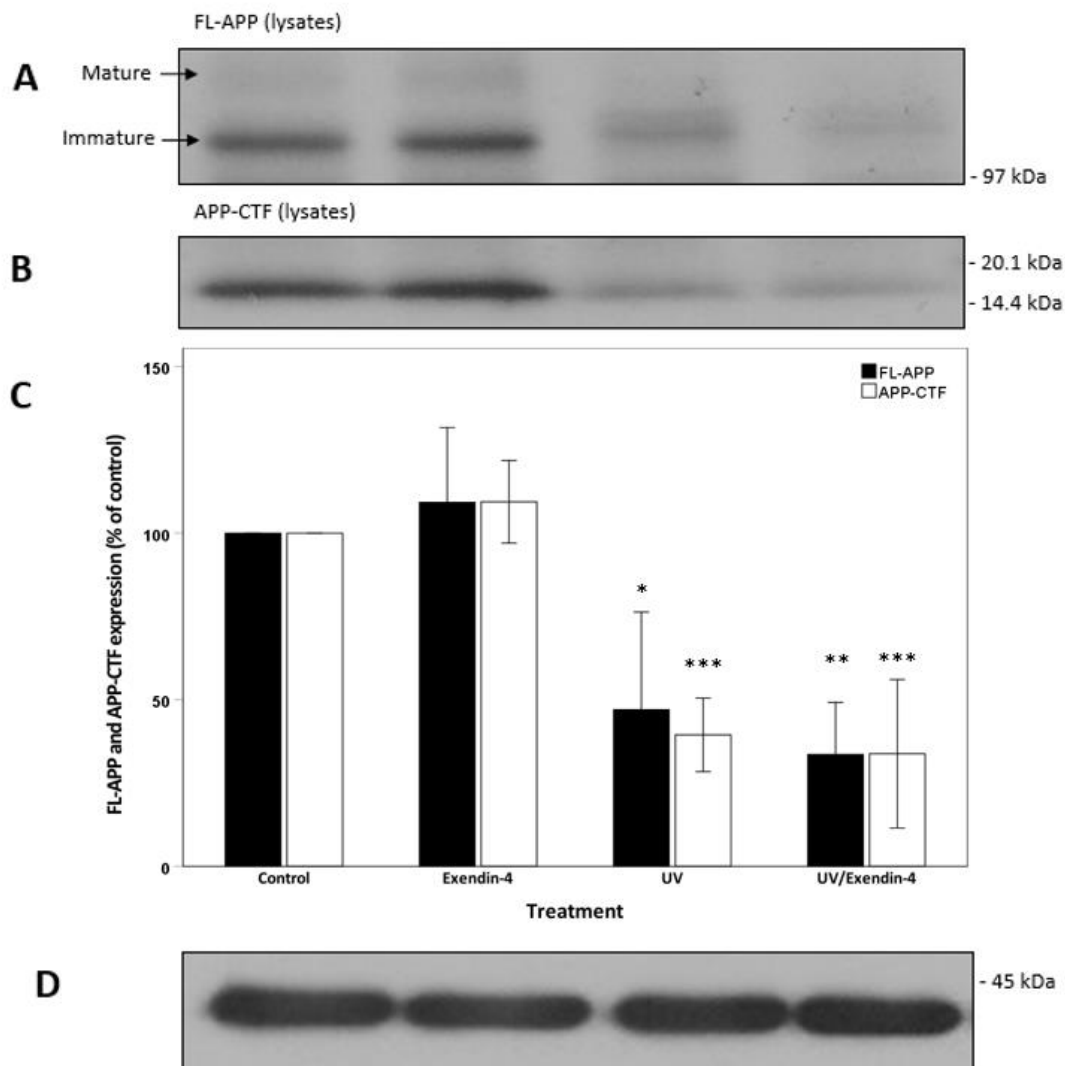 FL-APP (lysates)
A
Mature
Immature
- 97 kDa
APP-CTF (lysates)
B
- 20.1 kDa
- 14.4 kDa
C
FL-APP and APP-CTF expression (% of control)
150
100
50
0
FL-APP
APP-CTF
*
***
**
***
Control Exendin-4 UV UV/Exendin-4
Treatment
D
- 45 kDa